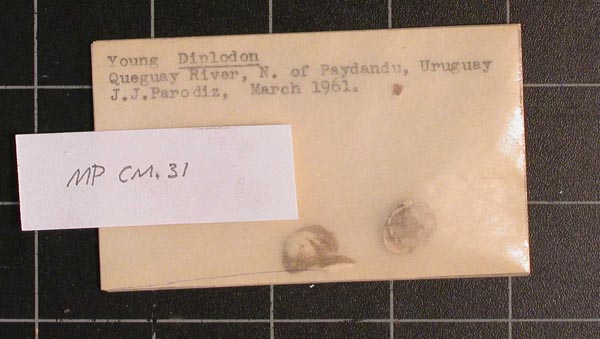 Young Diplodon
Queguay River, N. of Paydandu, Uruguay
J.J.Parodiz, March 1961.
MP CM. 31